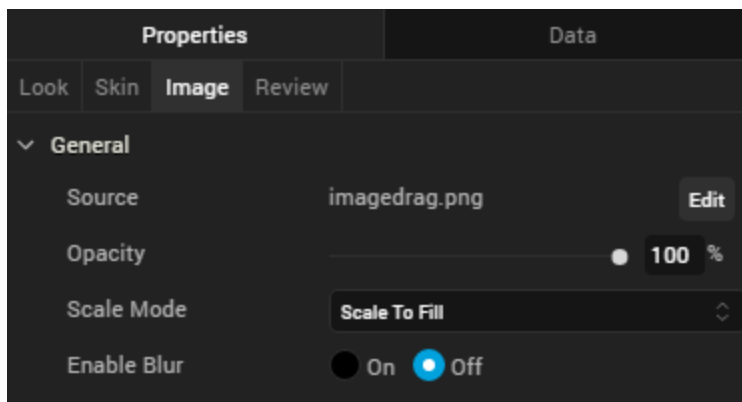 Properties Data
Look Skin Image Review
General
Source imagedrag.png Edit
Opacity 100 %
Scale Mode Scale To Fill
Enable Blur On Off